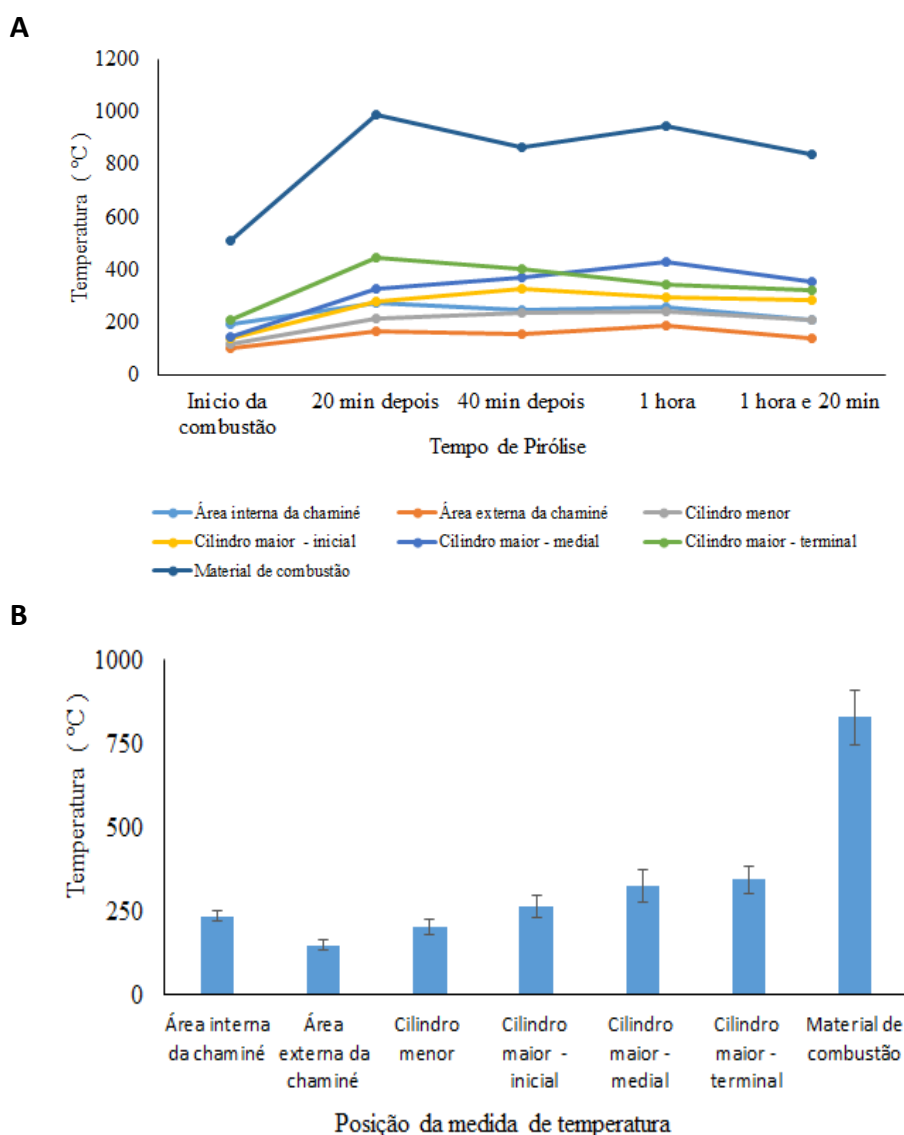 A
1200
1000
800
600
400
200
0
Temperatura ( °C )
Inicio da combustão
20 min depois
40 min depois
1 hora
1 hora e 20 min
Tempo de Pirólise
Área interna da chaminé
Área externa da chaminé
Cilindro menor
Cilindro maior - inicial
Cilindro maior - medial
Cilindro maior - terminal
Material de combustão
B
1000
750
500
250
0
Temperatura ( °C )
Área interna da chaminé
Área externa da chaminé
Cilindro menor
Cilindro maior - inicial
Cilindro maior - medial
Cilindro maior - terminal
Material de combustão
Posição da medida de temperatura